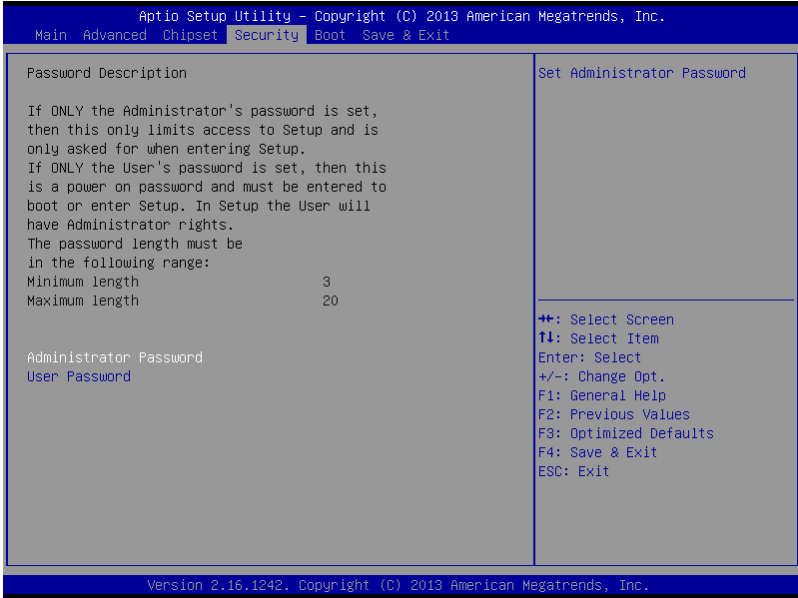 Aptio Setup Utility – Copyright (C) 2013 American Megatrends, Inc.
Main Advanced Chipset Security Boot Save & Exit
Password Description
If ONLY the Administrator's password is set,
then this only limits access to Setup and is
only asked for when entering Setup.
If ONLY the User's password is set, then this
is a power on password and must be entered to
boot or enter Setup. In Setup the User will
have Administrator rights.
The password length must be
in the following range:
Minimum length 3
Maximum length 20
Administrator Password
User Password
Set Administrator Password
→←: Select Screen
↑↓: Select Item
Enter: Select
+/-: Change Opt.
F1: General Help
F2: Previous Values
F3: Optimized Defaults
F4: Save & Exit
ESC: Exit
Version 2.16.1242. Copyright (C) 2013 American Megatrends, Inc.